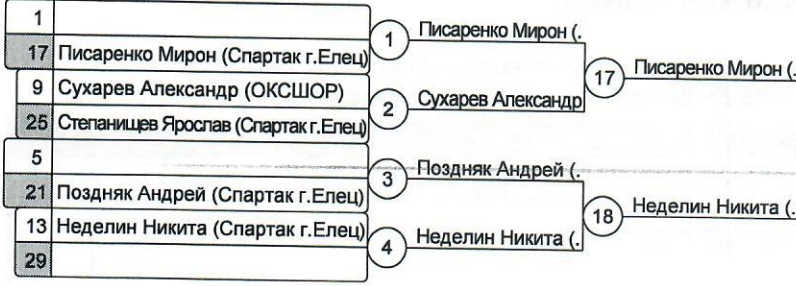 1
17 Писаренко Мирон (Спартак г.Елец)
1
Писаренко Мирон (.
9 Сухарев Александр (ОКСШОР)
25 Степанищев Ярослав (Спартак г.Елец)
2
Сухарев Александр
17
Писаренко Мирон (.
5
21 Поздняк Андрей (Спартак г.Елец)
3
Поздняк Андрей (.
13 Неделин Никита (Спартак г.Елец)
29
4
Неделин Никита (.
18
Неделин Никита (.